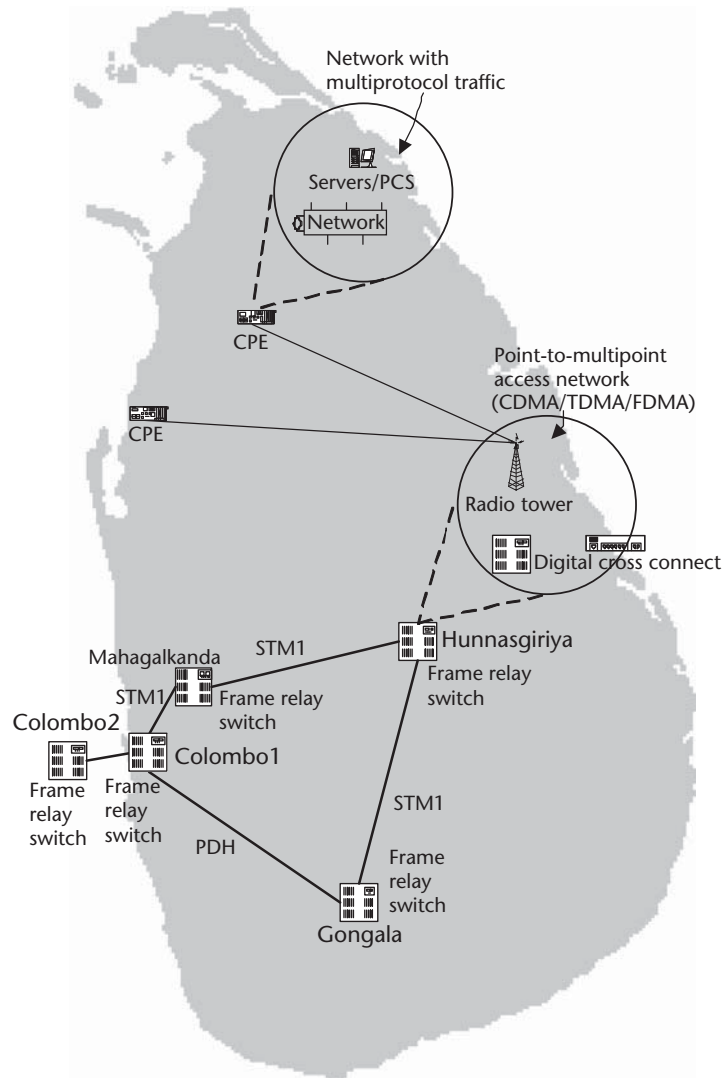 Network with
multiprotocol traffic
Servers/PCS
Network
CPE
Point-to-multipoint
access network
(CDMA/TDMA/FDMA)
CPE
Radio tower
Digital cross connect
Hunnasgiriya
STM1
Mahagalkanda
Frame relay
switch
Frame relay
switch
STM1
Colombo2
Colombo1
Frame
relay
switch
Frame
relay
switch
STM1
PDH
Frame
relay
switch
Gongala